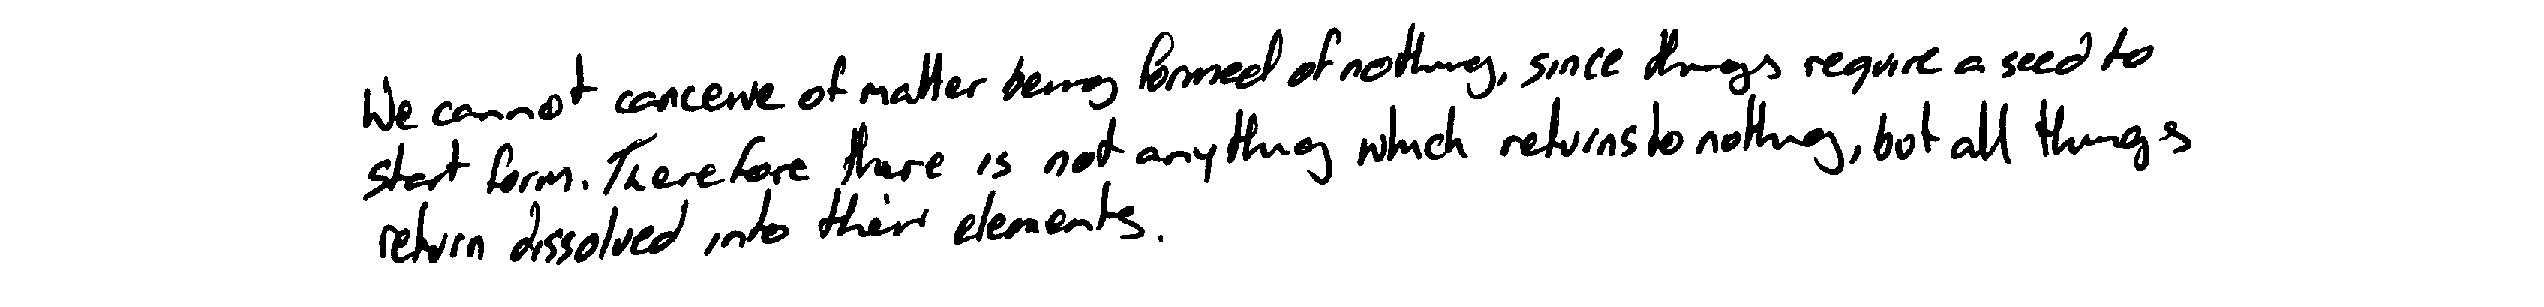 We cannot conceive of matter being formed of nothing, since things require a seed to
start form. Therefore there is not anything which returns to nothing, but all things
return dissolved into their elements.